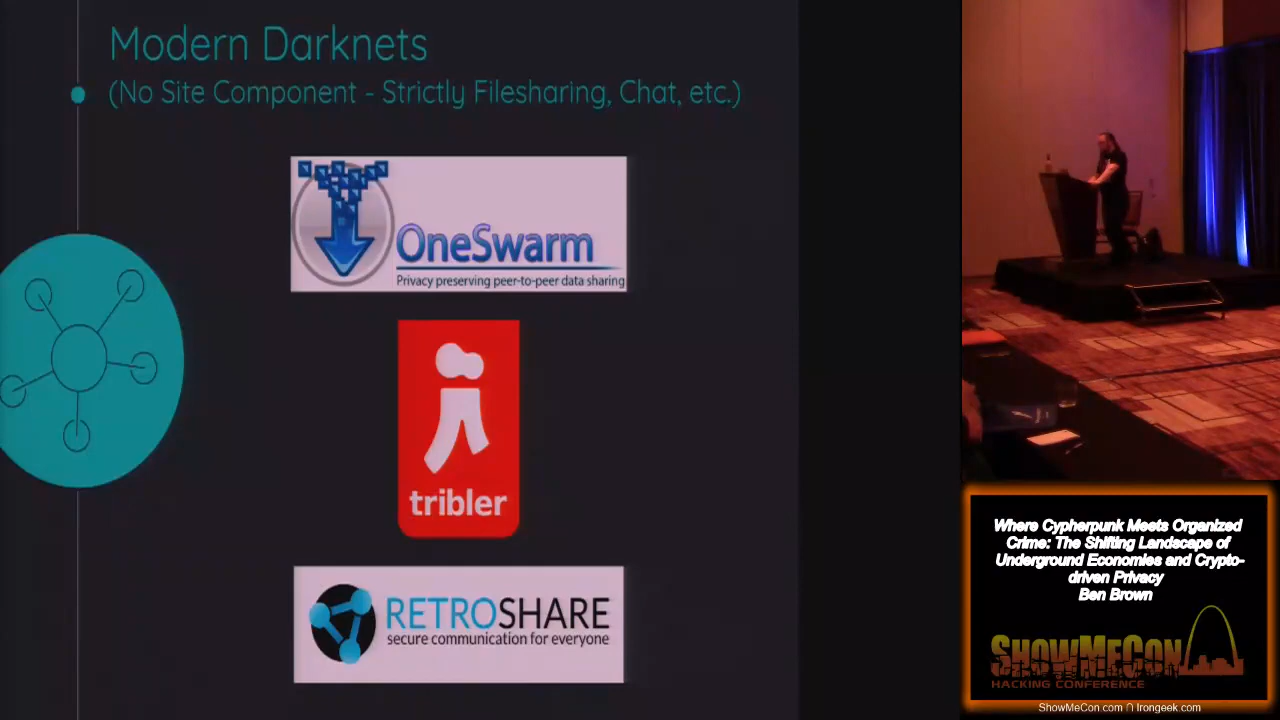 Modern Darknets
(No Site Component - Strictly Filesharing, Chat, etc.)
OneSwarm
Privacy preserving peer-to-peer data sharing
tribler
RETROSHARE
secure communication for everyone
Where Cypherpunk Meets Organized
Crime: The Shifting Landscape of
Underground Economies and Crypto-
driven Privacy
Ben Brown
SHOWMECON
HACKING CONFERENCE
ShowMeCon.com ∩ Irongeek.com